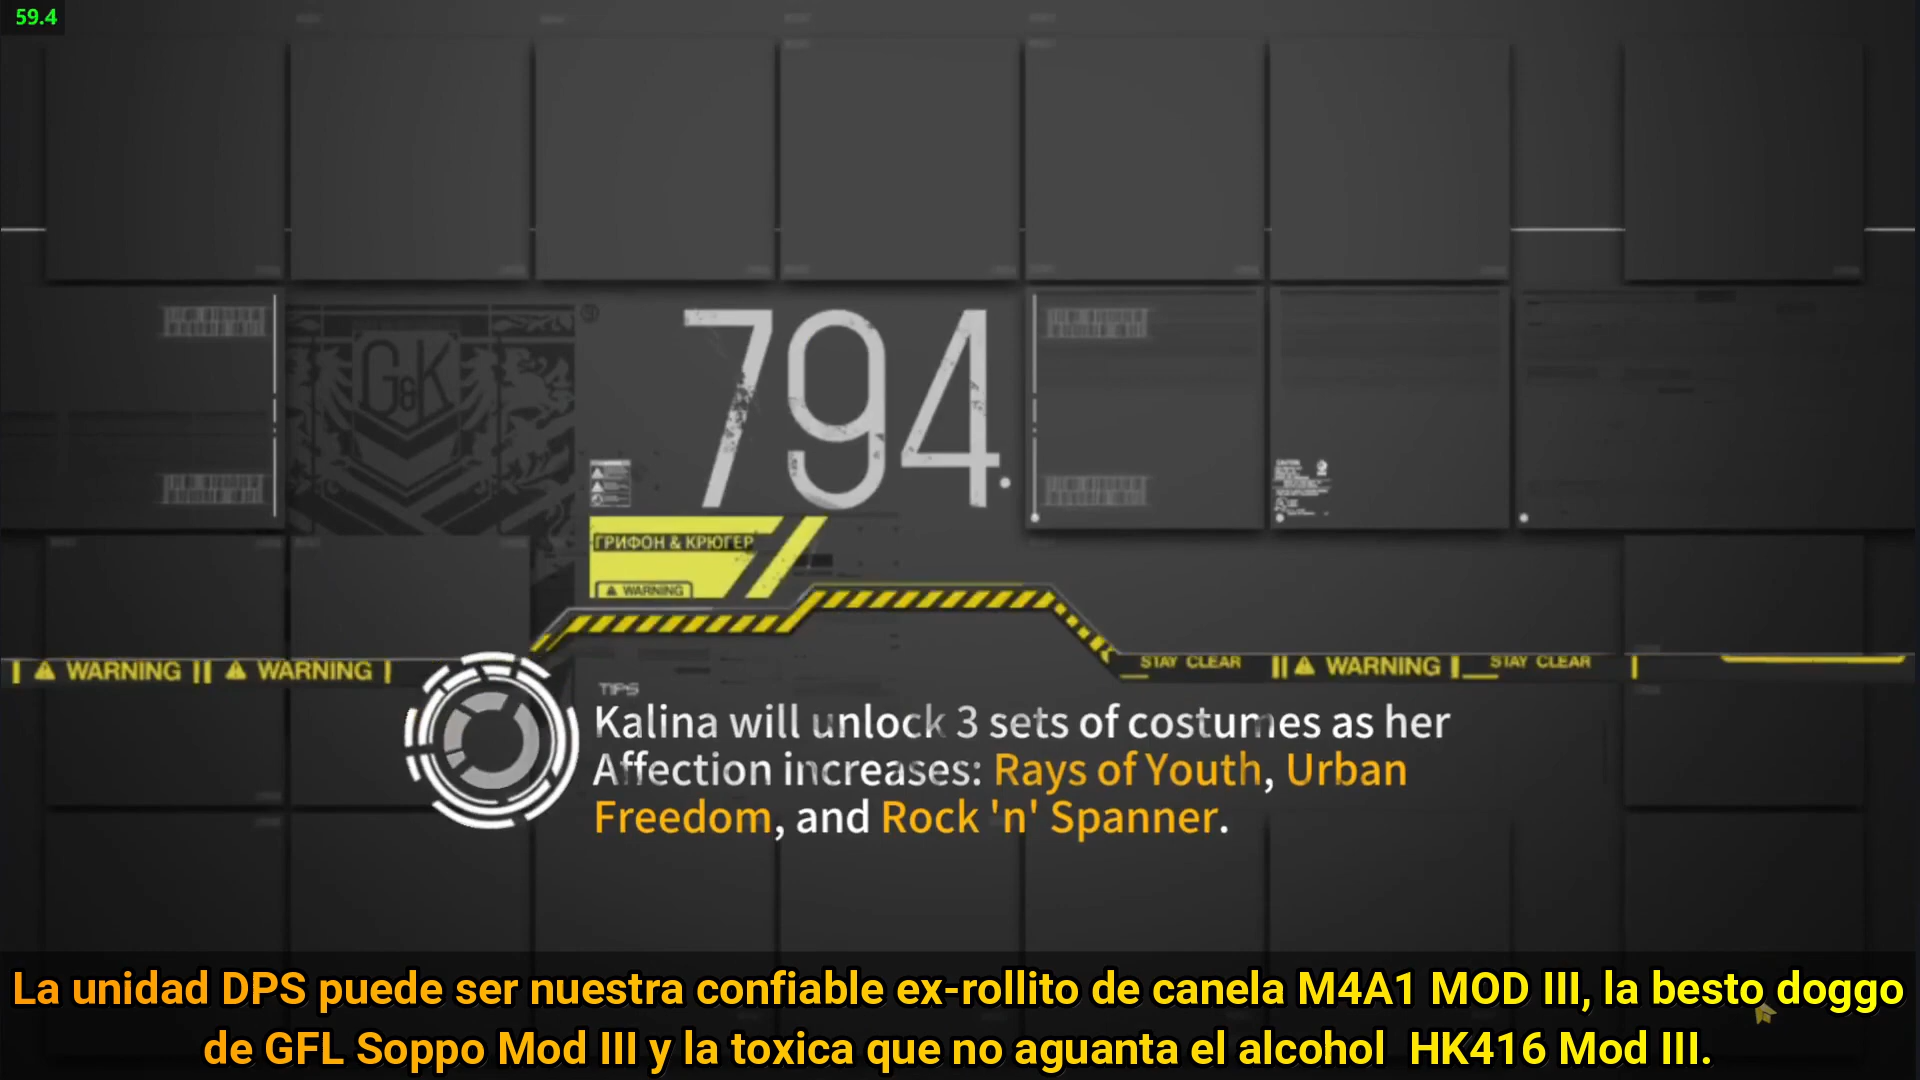 59.4
G&K
794.
ГРИФОН & КРЮГЕР
WARNING
WARNING WARNING
STAY CLEAR WARNING STAY CLEAR
TIPS
Kalina will unlock 3 sets of costumes as her
Affection increases: Rays of Youth, Urban
Freedom, and Rock 'n' Spanner.
La unidad DPS puede ser nuestra confiable ex-rollito de canela M4A1 MOD III, la besto doggo
de GFL Soppo Mod III y la toxica que no aguanta el alcohol HK416 Mod III.